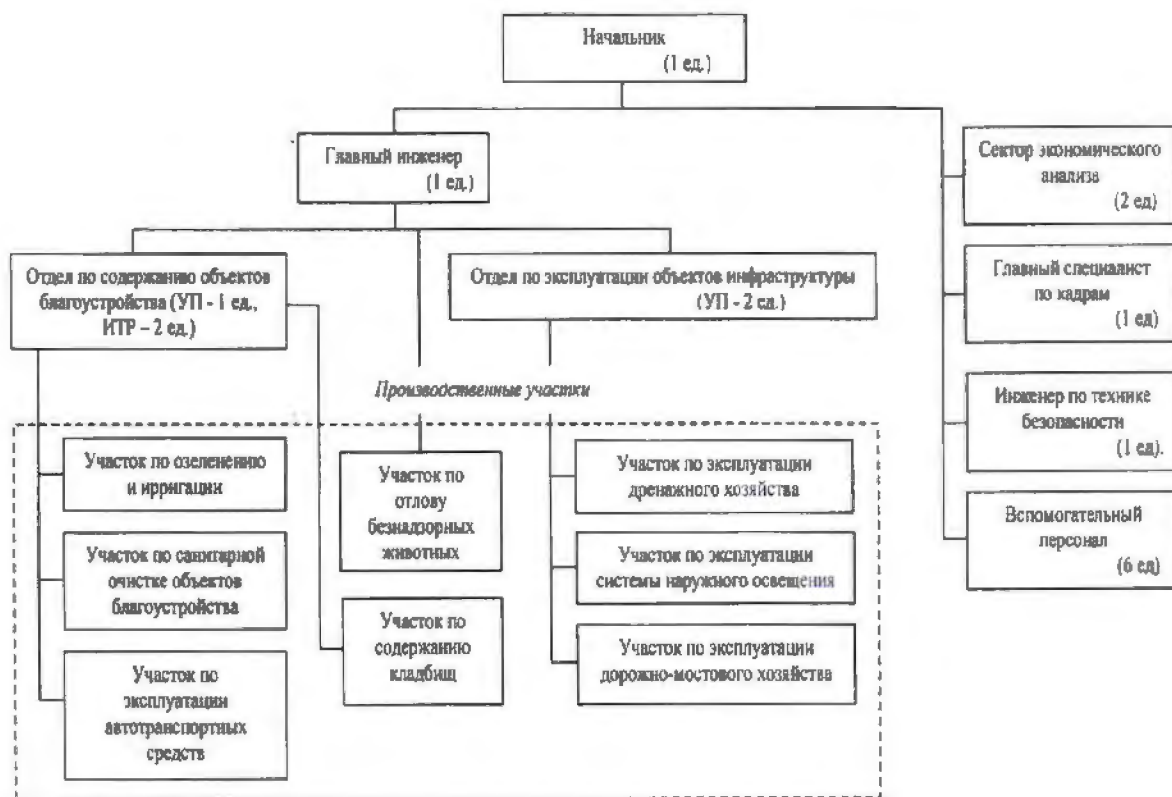 Начальник
(1 ед.)
Главный инженер
(1 ед.)
Сектор экономического
анализа
(2 ед)
Отдел по содержанию объектов
благоустройства (УП - 1 ед.,
ИТР – 2 ед.)
Отдел по эксплуатации объектов инфраструктуры
(УП - 2 ед.)
Главный специалист
по кадрам
(1 ед)
Производственные участки
Инженер по технике
безопасности
(1 ед).
Вспомогательный
персонал
(6 ед)
Участок по озеленению
и ирригации
Участок по санитарной
очистке объектов
благоустройства
Участок по
эксплуатации
автотранспортных
средств
Участок по
отлову
безнадзорных
животных
Участок по
содержанию
кладбищ
Участок по эксплуатации
дренажного хозяйства
Участок по эксплуатации
системы наружного освещения
Участок по эксплуатации
дорожно-мостового хозяйства